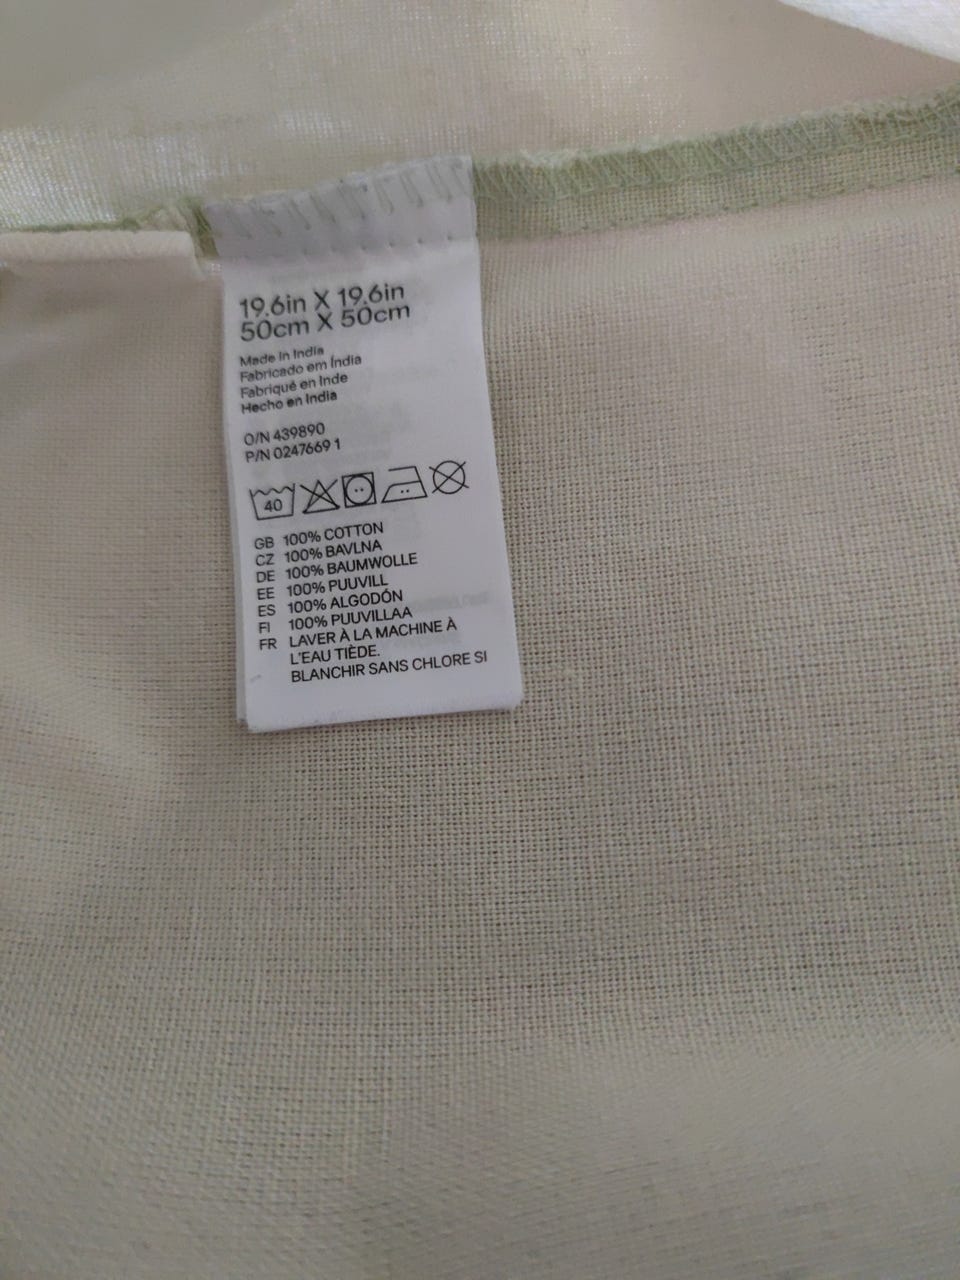 19.6in X 19.6in
50cm X 50cm
Made in India
Fabricado em Índia
Fabriqué en Inde
Hecho en India
O/N 439890
P/N 0247669 1
40
GB 100% COTTON
CZ 100% BAVLNA
DE 100% BAUMWOLLE
EE 100% PUUVILL
ES 100% ALGODÓN
FI 100% PUUVILLAA
FR LAVER À LA MACHINE À
L'EAU TIÈDE.
BLANCHIR SANS CHLORE SI